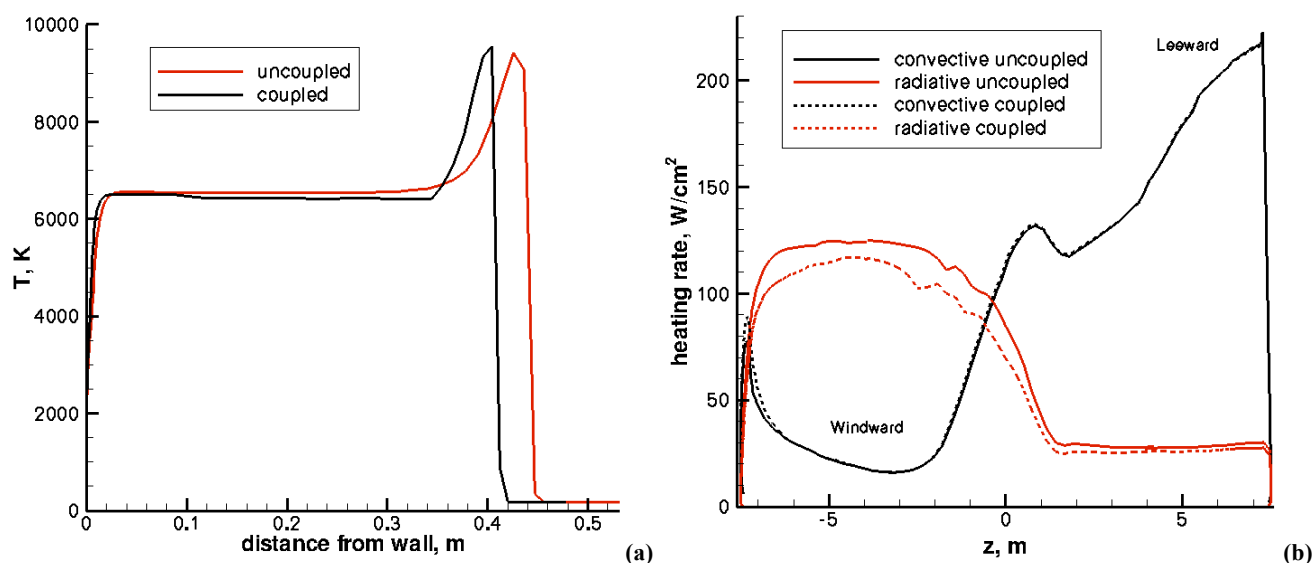 10000
8000
6000
4000
2000
0
T, K
uncoupled
coupled
0
0.1
0.2
0.3
0.4
0.5
distance from wall, m
(a)
200
150
100
50
0
heating rate, W/cm²
convective uncoupled
radiative uncoupled
convective coupled
radiative coupled
Leeward
Windward
-5
0
5
z, m
(b)